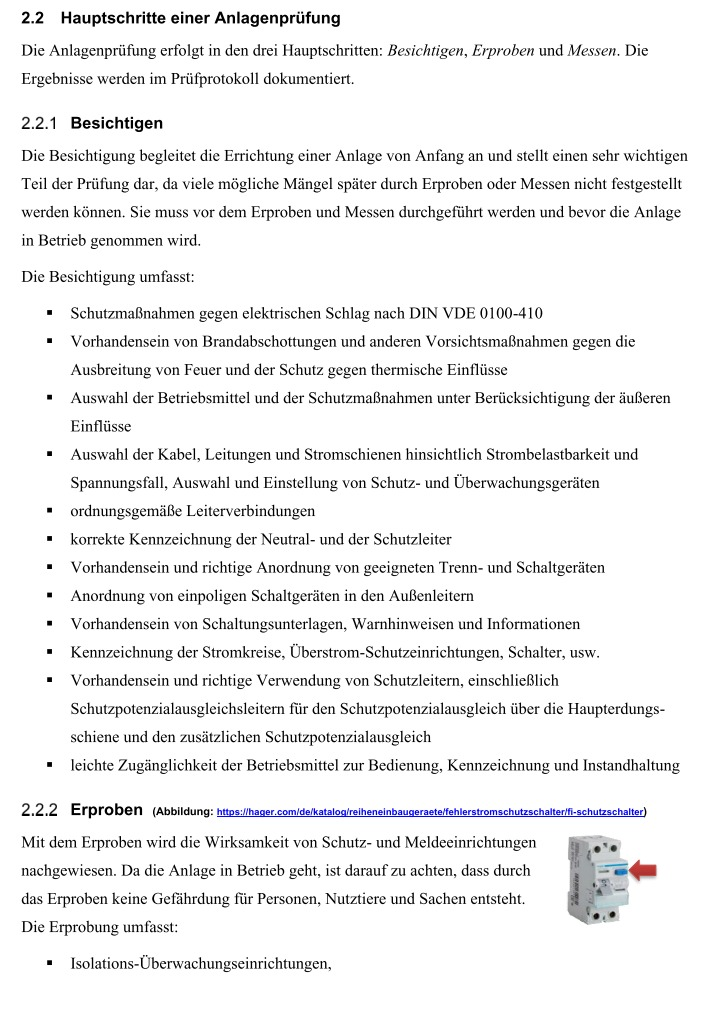 2.2 Hauptschritte einer Anlagenprüfung
Die Anlagenprüfung erfolgt in den drei Hauptschritten: Besichtigen, Erproben und Messen. Die
Ergebnisse werden im Prüfprotokoll dokumentiert.
2.2.1 Besichtigen
Die Besichtigung begleitet die Errichtung einer Anlage von Anfang an und stellt einen sehr wichtigen
Teil der Prüfung dar, da viele mögliche Mängel später durch Erproben oder Messen nicht festgestellt
werden können. Sie muss vor dem Erproben und Messen durchgeführt werden und bevor die Anlage
in Betrieb genommen wird.
Die Besichtigung umfasst:
▪ Schutzmaßnahmen gegen elektrischen Schlag nach DIN VDE 0100-410
▪ Vorhandensein von Brandabschottungen und anderen Vorsichtsmaßnahmen gegen die
Ausbreitung von Feuer und der Schutz gegen thermische Einflüsse
▪ Auswahl der Betriebsmittel und der Schutzmaßnahmen unter Berücksichtigung der äußeren
Einflüsse
▪ Auswahl der Kabel, Leitungen und Stromschienen hinsichtlich Strombelastbarkeit und
Spannungsfall, Auswahl und Einstellung von Schutz- und Überwachungsgeräten
▪ ordnungsgemäße Leiterverbindungen
▪ korrekte Kennzeichnung der Neutral- und der Schutzleiter
▪ Vorhandensein und richtige Anordnung von geeigneten Trenn- und Schaltgeräten
▪ Anordnung von einpoligen Schaltgeräten in den Außenleitern
▪ Vorhandensein von Schaltungsunterlagen, Warnhinweisen und Informationen
▪ Kennzeichnung der Stromkreise, Überstrom-Schutzeinrichtungen, Schalter, usw.
▪ Vorhandensein und richtige Verwendung von Schutzleitern, einschließlich
Schutzpotenzialausgleichsleitern für den Schutzpotenzialausgleich über die Haupterdungs-
schiene und den zusätzlichen Schutzpotenzialausgleich
▪ leichte Zugänglichkeit der Betriebsmittel zur Bedienung, Kennzeichnung und Instandhaltung
2.2.2 Erproben (Abbildung: https://hager.com/de/katalog/reiheneinbaugeraete/fehlerstromschutzschalter/fi-schutzschalter)
Mit dem Erproben wird die Wirksamkeit von Schutz- und Meldeeinrichtungen
nachgewiesen. Da die Anlage in Betrieb geht, ist darauf zu achten, dass durch
das Erproben keine Gefährdung für Personen, Nutztiere und Sachen entsteht.
Die Erprobung umfasst:
▪ Isolations-Überwachungseinrichtungen,